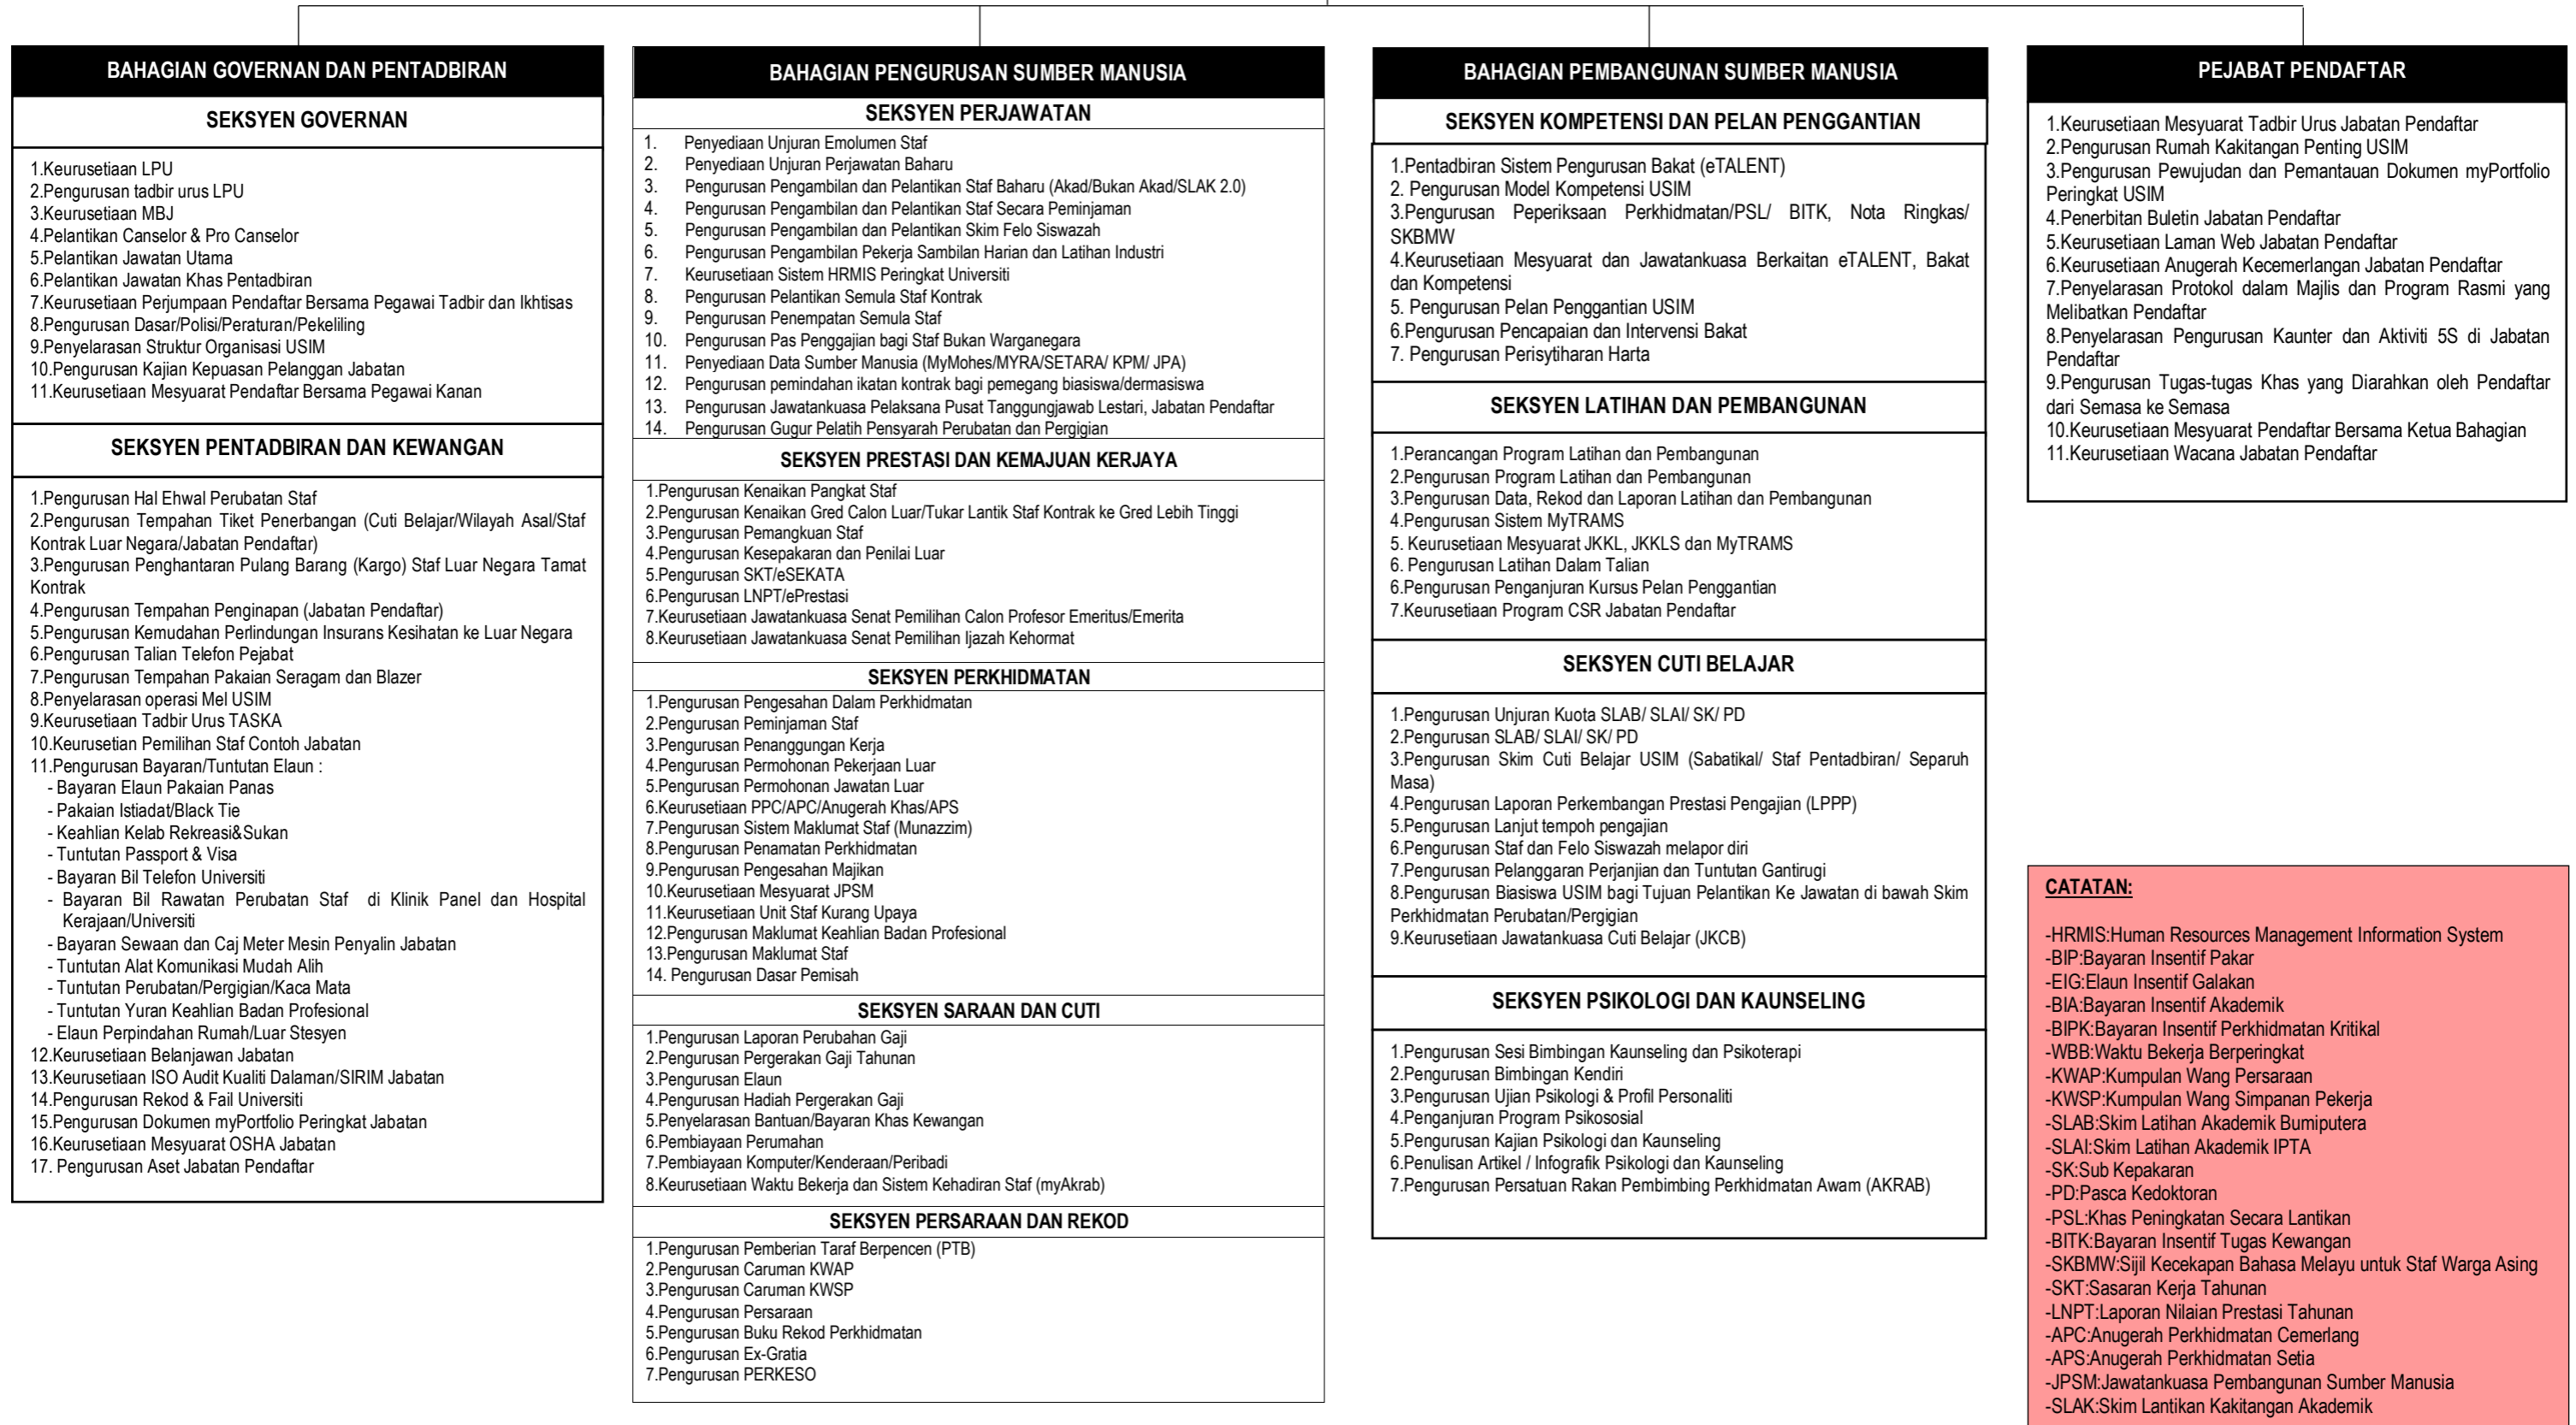 BAHAGIAN GOVERNAN DAN PENTADBIRAN
SEKSYEN GOVERNAN
1.Keurusetiaan LPU
2.Pengurusan tadbir urus LPU
3.Keurusetiaan MBJ
4.Pelantikan Canselor & Pro Canselor
5.Pelantikan Jawatan Utama
6.Pelantikan Jawatan Khas Pentadbiran
7.Keurusetiaan Perjumpaan Pendaftar Bersama Pegawai Tadbir dan Ikhtisas
8.Pengurusan Dasar/Polisi/Peraturan/Pekeliling
9.Penyelarasan Struktur Organisasi USIM
10.Pengurusan Kajian Kepuasan Pelanggan Jabatan
11.Keurusetiaan Mesyuarat Pendaftar Bersama Pegawai Kanan
SEKSYEN PENTADBIRAN DAN KEWANGAN
1.Pengurusan Hal Ehwal Perubatan Staf
2.Pengurusan Tempahan Tiket Penerbangan (Cuti Belajar/Wilayah Asal/Staf
Kontrak Luar Negara/Jabatan Pendaftar)
3.Pengurusan Penghantaran Pulang Barang (Kargo) Staf Luar Negara Tamat
Kontrak
4.Pengurusan Tempahan Penginapan (Jabatan Pendaftar)
5.Pengurusan Kemudahan Perlindungan Insurans Kesihatan ke Luar Negara
6.Pengurusan Talian Telefon Pejabat
7.Pengurusan Tempahan Pakaian Seragam dan Blazer
8.Penyelarasan operasi Mel USIM
9.Keurusetiaan Tadbir Urus TASKA
10.Keurusetian Pemilihan Staf Contoh Jabatan
11.Pengurusan Bayaran/Tuntutan Elaun :
- Bayaran Elaun Pakaian Panas
- Pakaian Istiadat/Black Tie
- Keahlian Kelab Rekreasi&Sukan
- Tuntutan Passport & Visa
- Bayaran Bil Telefon Universiti
- Bayaran Bil Rawatan Perubatan Staf di Klinik Panel dan Hospital
Kerajaan/Universiti
- Bayaran Sewaan dan Caj Meter Mesin Penyalin Jabatan
- Tuntutan Alat Komunikasi Mudah Alih
- Tuntutan Perubatan/Pergigian/Kaca Mata
- Tuntutan Yuran Keahlian Badan Profesional
- Elaun Perpindahan Rumah/Luar Stesyen
12.Keurusetiaan Belanjawan Jabatan
13.Keurusetiaan ISO Audit Kualiti Dalaman/SIRIM Jabatan
14.Pengurusan Rekod & Fail Universiti
15.Pengurusan Dokumen myPortfolio Peringkat Jabatan
16.Keurusetiaan Mesyuarat OSHA Jabatan
17. Pengurusan Aset Jabatan Pendaftar
BAHAGIAN PENGURUSAN SUMBER MANUSIA
SEKSYEN PERJAWATAN
1. Penyediaan Unjuran Emolumen Staf
2. Penyediaan Unjuran Perjawatan Baharu
3. Pengurusan Pengambilan dan Pelantikan Staf Baharu (Akad/Bukan Akad/SLAK 2.0)
4. Pengurusan Pengambilan dan Pelantikan Staf Secara Peminjaman
5. Pengurusan Pengambilan dan Pelantikan Skim Felo Siswazah
6. Pengurusan Pengambilan Pekerja Sambilan Harian dan Latihan Industri
7. Keurusetiaan Sistem HRMIS Peringkat Universiti
8. Pengurusan Pelantikan Semula Staf Kontrak
9. Pengurusan Penempatan Semula Staf
10. Pengurusan Pas Penggajian bagi Staf Bukan Warganegara
11. Penyediaan Data Sumber Manusia (MyMohes/MYRA/SETARA/ KPM/ JPA)
12. Pengurusan pemindahan ikatan kontrak bagi pemegang biasiswa/dermasiswa
13. Pengurusan Jawatankuasa Pelaksana Pusat Tanggungjawab Lestari, Jabatan Pendaftar
14. Pengurusan Gugur Pelatih Pensyarah Perubatan dan Pergigian
SEKSYEN PRESTASI DAN KEMAJUAN KERJAYA
1.Pengurusan Kenaikan Pangkat Staf
2.Pengurusan Kenaikan Gred Calon Luar/Tukar Lantik Staf Kontrak ke Gred Lebih Tinggi
3.Pengurusan Pemangkuan Staf
4.Pengurusan Kesepakaran dan Penilai Luar
5.Pengurusan SKT/eSEKATA
6.Pengurusan LNPT/ePrestasi
7.Keurusetiaan Jawatankuasa Senat Pemilihan Calon Profesor Emeritus/Emerita
8.Keurusetiaan Jawatankuasa Senat Pemilihan Ijazah Kehormat
SEKSYEN PERKHIDMATAN
1.Pengurusan Pengesahan Dalam Perkhidmatan
2.Pengurusan Peminjaman Staf
3.Pengurusan Penanggungan Kerja
4.Pengurusan Permohonan Pekerjaan Luar
5.Pengurusan Permohonan Jawatan Luar
6.Keurusetiaan PPC/APC/Anugerah Khas/APS
7.Pengurusan Sistem Maklumat Staf (Munazzim)
8.Pengurusan Penamatan Perkhidmatan
9.Pengurusan Pengesahan Majikan
10.Keurusetiaan Mesyuarat JPSM
11.Keurusetiaan Unit Staf Kurang Upaya
12.Pengurusan Maklumat Keahlian Badan Profesional
13.Pengurusan Maklumat Staf
14. Pengurusan Dasar Pemisah
SEKSYEN SARAAN DAN CUTI
1.Pengurusan Laporan Perubahan Gaji
2.Pengurusan Pergerakan Gaji Tahunan
3.Pengurusan Elaun
4.Pengurusan Hadiah Pergerakan Gaji
5.Penyelarasan Bantuan/Bayaran Khas Kewangan
6.Pembiayaan Perumahan
7.Pembiayaan Komputer/Kenderaan/Peribadi
8.Keurusetiaan Waktu Bekerja dan Sistem Kehadiran Staf (myAkrab)
SEKSYEN PERSARAAN DAN REKOD
1.Pengurusan Pemberian Taraf Berpencen (PTB)
2.Pengurusan Caruman KWAP
3.Pengurusan Caruman KWSP
4.Pengurusan Persaraan
5.Pengurusan Buku Rekod Perkhidmatan
6.Pengurusan Ex-Gratia
7.Pengurusan PERKESO
BAHAGIAN PEMBANGUNAN SUMBER MANUSIA
SEKSYEN KOMPETENSI DAN PELAN PENGGANTIAN
1.Pentadbiran Sistem Pengurusan Bakat (eTALENT)
2. Pengurusan Model Kompetensi USIM
3.Pengurusan Peperiksaan Perkhidmatan/PSL/ BITK, Nota Ringkas/
SKBMW
4.Keurusetiaan Mesyuarat dan Jawatankuasa Berkaitan eTALENT, Bakat
dan Kompetensi
5. Pengurusan Pelan Penggantian USIM
6.Pengurusan Pencapaian dan Intervensi Bakat
7. Pengurusan Perisytiharan Harta
SEKSYEN LATIHAN DAN PEMBANGUNAN
1.Perancangan Program Latihan dan Pembangunan
2.Pengurusan Program Latihan dan Pembangunan
3.Pengurusan Data, Rekod dan Laporan Latihan dan Pembangunan
4.Pengurusan Sistem MyTRAMS
5. Keurusetiaan Mesyuarat JKKL, JKKLS dan MyTRAMS
6. Pengurusan Latihan Dalam Talian
6.Pengurusan Penganjuran Kursus Pelan Penggantian
7.Keurusetiaan Program CSR Jabatan Pendaftar
SEKSYEN CUTI BELAJAR
1.Pengurusan Unjuran Kuota SLAB/ SLAI/ SK/ PD
2.Pengurusan SLAB/ SLAI/ SK/ PD
3.Pengurusan Skim Cuti Belajar USIM (Sabatikal/ Staf Pentadbiran/ Separuh
Masa)
4.Pengurusan Laporan Perkembangan Prestasi Pengajian (LPPP)
5.Pengurusan Lanjut tempoh pengajian
6.Pengurusan Staf dan Felo Siswazah melapor diri
7.Pengurusan Pelanggaran Perjanjian dan Tuntutan Gantirugi
8.Pengurusan Biasiswa USIM bagi Tujuan Pelantikan Ke Jawatan di bawah Skim
Perkhidmatan Perubatan/Pergigian
9.Keurusetiaan Jawatankuasa Cuti Belajar (JKCB)
SEKSYEN PSIKOLOGI DAN KAUNSELING
1.Pengurusan Sesi Bimbingan Kaunseling dan Psikoterapi
2.Pengurusan Bimbingan Kendiri
3.Pengurusan Ujian Psikologi & Profil Personaliti
4.Penganjuran Program Psikososial
5.Pengurusan Kajian Psikologi dan Kaunseling
6.Penulisan Artikel / Infografik Psikologi dan Kaunseling
7.Pengurusan Persatuan Rakan Pembimbing Perkhidmatan Awam (AKRAB)
PEJABAT PENDAFTAR
1.Keurusetiaan Mesyuarat Tadbir Urus Jabatan Pendaftar
2.Pengurusan Rumah Kakitangan Penting USIM
3.Pengurusan Pewujudan dan Pemantauan Dokumen myPortfolio
Peringkat USIM
4.Penerbitan Buletin Jabatan Pendaftar
5.Keurusetiaan Laman Web Jabatan Pendaftar
6.Keurusetiaan Anugerah Kecemerlangan Jabatan Pendaftar
7.Penyelarasan Protokol dalam Majlis dan Program Rasmi yang
Melibatkan Pendaftar
8.Penyelarasan Pengurusan Kaunter dan Aktiviti 5S di Jabatan
Pendaftar
9.Pengurusan Tugas-tugas Khas yang Diarahkan oleh Pendaftar
dari Semasa ke Semasa
10.Keurusetiaan Mesyuarat Pendaftar Bersama Ketua Bahagian
11.Keurusetiaan Wacana Jabatan Pendaftar
CATATAN:
-HRMIS:Human Resources Management Information System
-BIP:Bayaran Insentif Pakar
-EIG:Elaun Insentif Galakan
-BIA:Bayaran Insentif Akademik
-BIPK:Bayaran Insentif Perkhidmatan Kritikal
-WBB:Waktu Bekerja Berperingkat
-KWAP:Kumpulan Wang Persaraan
-KWSP:Kumpulan Wang Simpanan Pekerja
-SLAB:Skim Latihan Akademik Bumiputera
-SLAI:Skim Latihan Akademik IPTA
-SK:Sub Kepakaran
-PD:Pasca Kedoktoran
-PSL:Khas Peningkatan Secara Lantikan
-BITK:Bayaran Insentif Tugas Kewangan
-SKBMW:Sijil Kecekapan Bahasa Melayu untuk Staf Warga Asing
-SKT:Sasaran Kerja Tahunan
-LNPT:Laporan Nilaian Prestasi Tahunan
-APC:Anugerah Perkhidmatan Cemerlang
-APS:Anugerah Perkhidmatan Setia
-JPSM:Jawatankuasa Pembangunan Sumber Manusia
-SLAK:Skim Lantikan Kakitangan Akademik